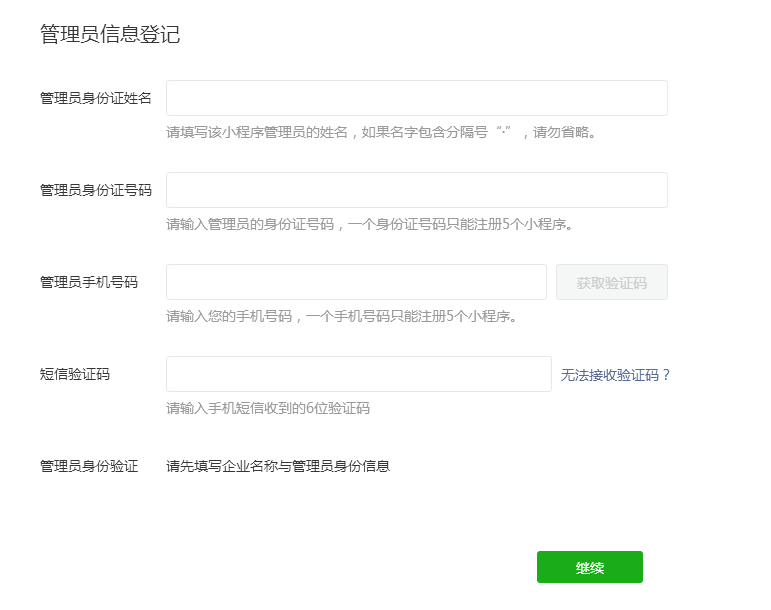 管理员信息登记
管理员身份证姓名
请填写该小程序管理员的姓名，如果名字包含分隔号“·”，请勿省略。
管理员身份证号码
请输入管理员的身份证号码，一个身份证号码只能注册5个小程序。
管理员手机号码
获取验证码
请输入您的手机号码，一个手机号码只能注册5个小程序。
短信验证码
无法接收验证码？
请输入手机短信收到的6位验证码
管理员身份验证
请先填写企业名称与管理员身份信息
继续